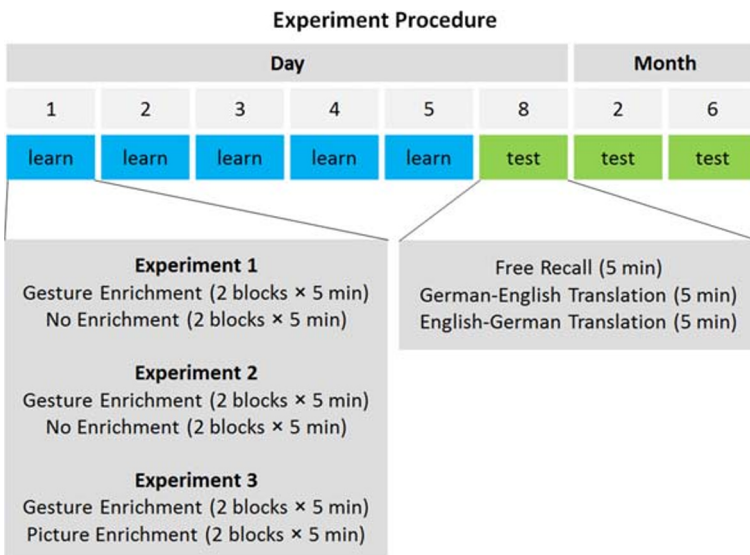 Experiment Procedure
Day Month
1 2 3 4 5 8 2 6
learn learn learn learn learn test test test
Experiment 1
Gesture Enrichment (2 blocks × 5 min)
No Enrichment (2 blocks × 5 min)
Experiment 2
Gesture Enrichment (2 blocks × 5 min)
No Enrichment (2 blocks × 5 min)
Experiment 3
Gesture Enrichment (2 blocks × 5 min)
Picture Enrichment (2 blocks × 5 min)
Free Recall (5 min)
German-English Translation (5 min)
English-German Translation (5 min)